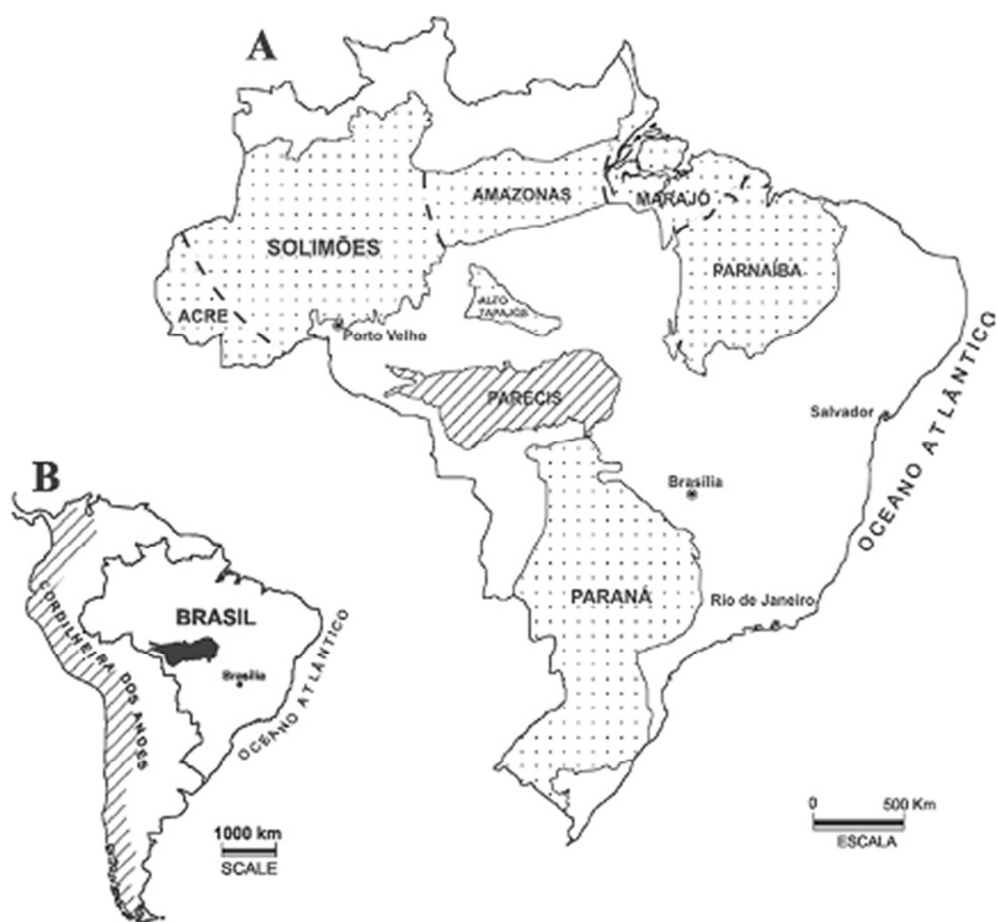 A
AMAZONAS
MARAJÓ
SOLIMÕES
PARNAÍBA
ALTO
TAPAJÓS
ACRE
Porto Velho
PARECIS
Salvador
OCEANO ATLÂNTICO
Brasília
PARANÁ
Rio de Janeiro
0 500 Km
ESCALA
B
BRASIL
CORDILHEIRA DOS ANDES
Brasília
OCEANO ATLÂNTICO
1000 km
SCALE